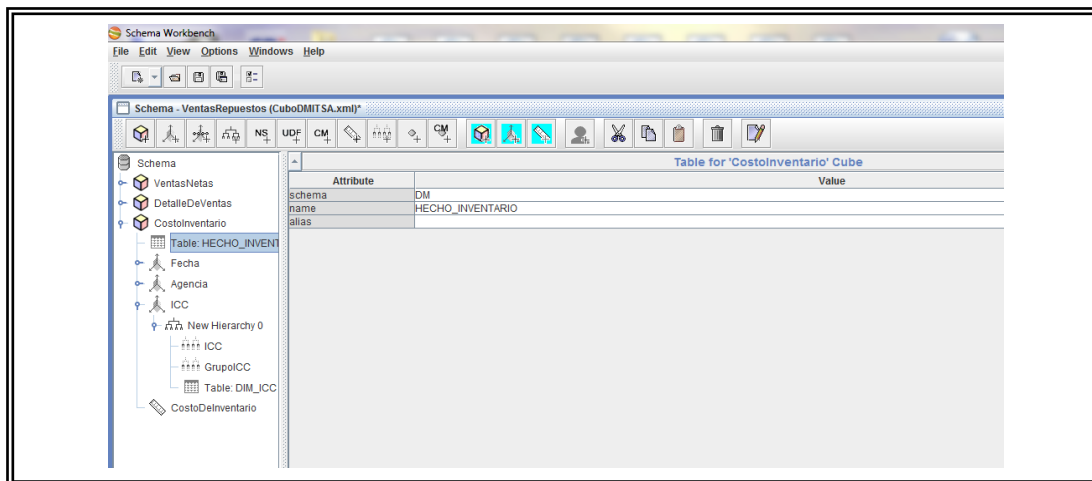 Schema Workbench
File Edit View Options Windows Help
Schema - VentasRepuestos (CuboDMITSA.xml)*
NS UDF CM CM
Schema
Table for 'CostoInventario' Cube
Attribute Value
VentasNetas
schema DM
DetalleDeVentas
name HECHO_INVENTARIO
CostoInventario
alias
Table: HECHO_INVENT
Fecha
Agencia
ICC
New Hierarchy 0
ICC
GrupoICC
Table: DIM_ICC
CostoDeInventario